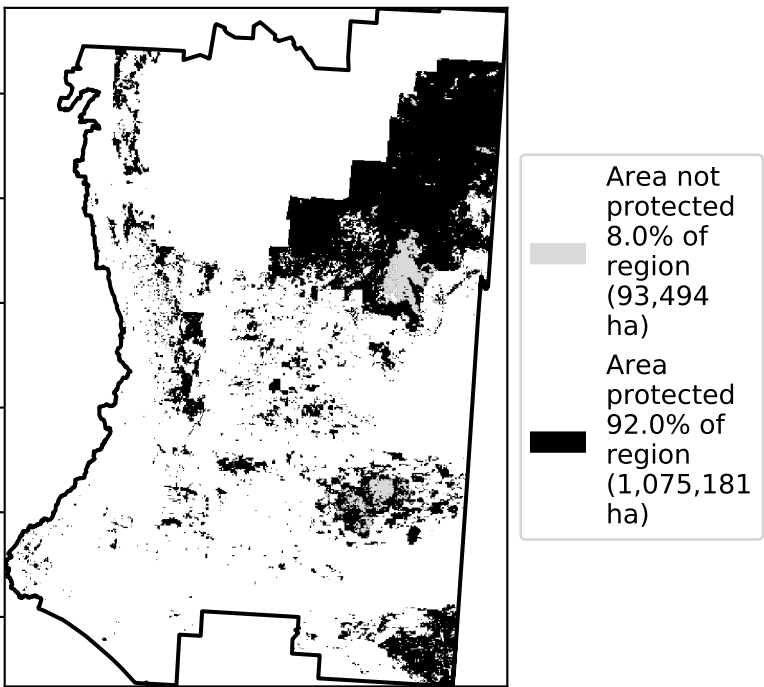 Area not
protected
8.0% of
region
(93,494
ha)
Area
protected
92.0% of
region
(1,075,181
ha)